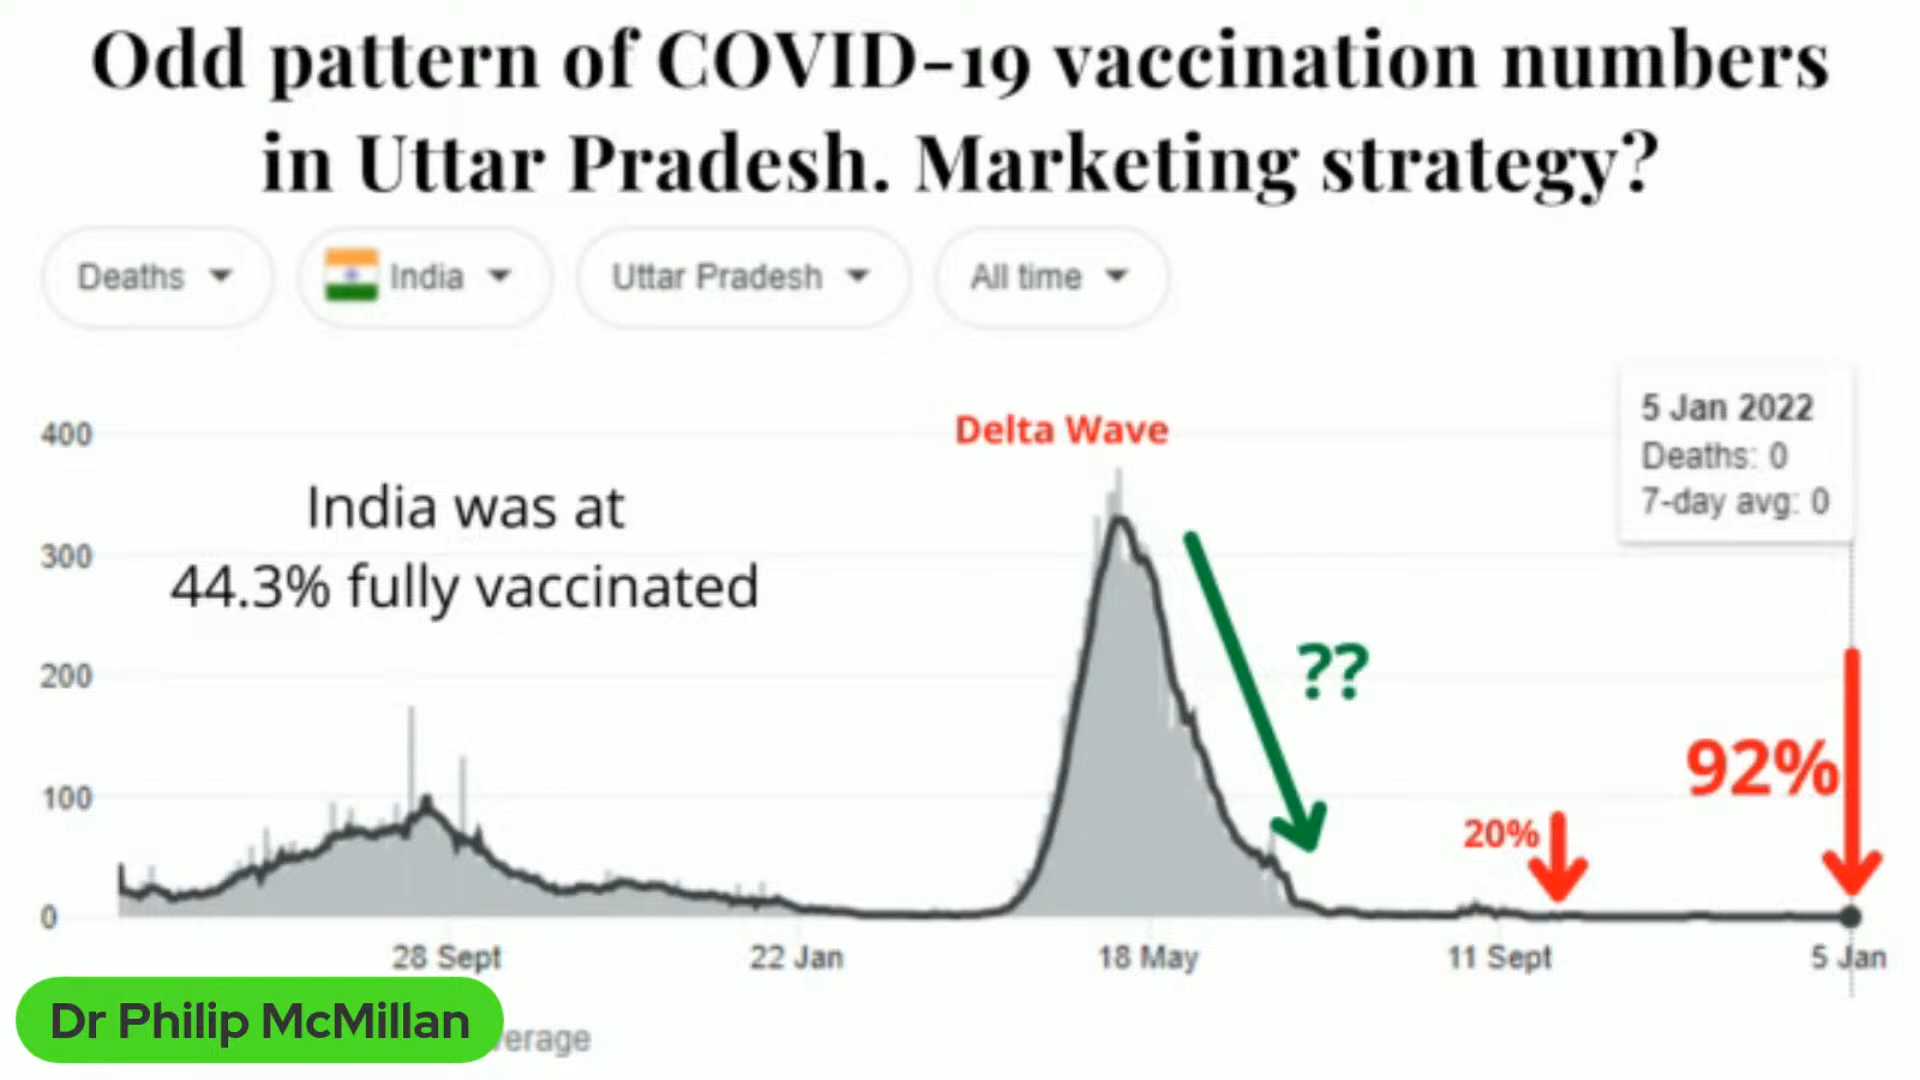 Odd pattern of COVID-19 vaccination numbers
in Uttar Pradesh. Marketing strategy?
Deaths
India
Uttar Pradesh
All time
5 Jan 2022
Deaths: 0
7-day avg: 0
Delta Wave
India was at
44.3% fully vaccinated
??
92%
20%
400
300
200
100
0
28 Sept
22 Jan
18 May
11 Sept
5 Jan
Dr Philip McMillan